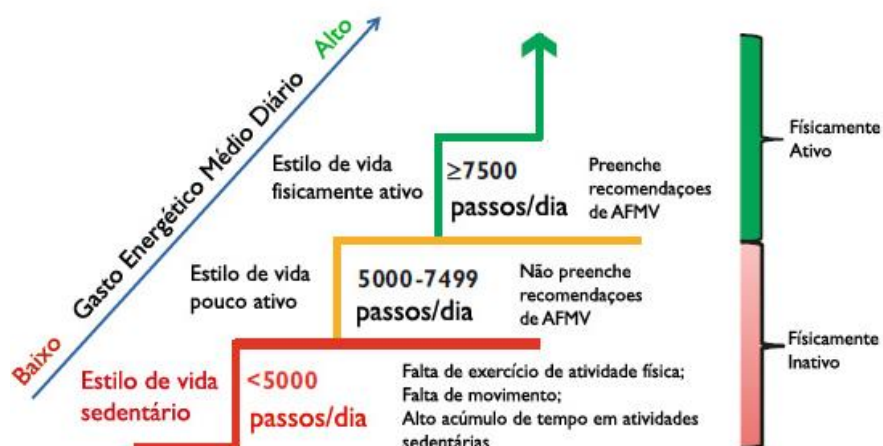 Baixo Gasto Energético Médio Diário Alto
Estilo de vida
fisicamente ativo
≥7500
passos/dia
Preenche
recomendaçoes
de AFMV
Físicamente
Ativo
Estilo de vida
pouco ativo
5000-7499
passos/dia
Não preenche
recomendaçoes
de AFMV
Físicamente
Inativo
Estilo de vida
sedentário
<5000
passos/dia
Falta de exercício de atividade física;
Falta de movimento;
Alto acúmulo de tempo em atividades
sedentárias